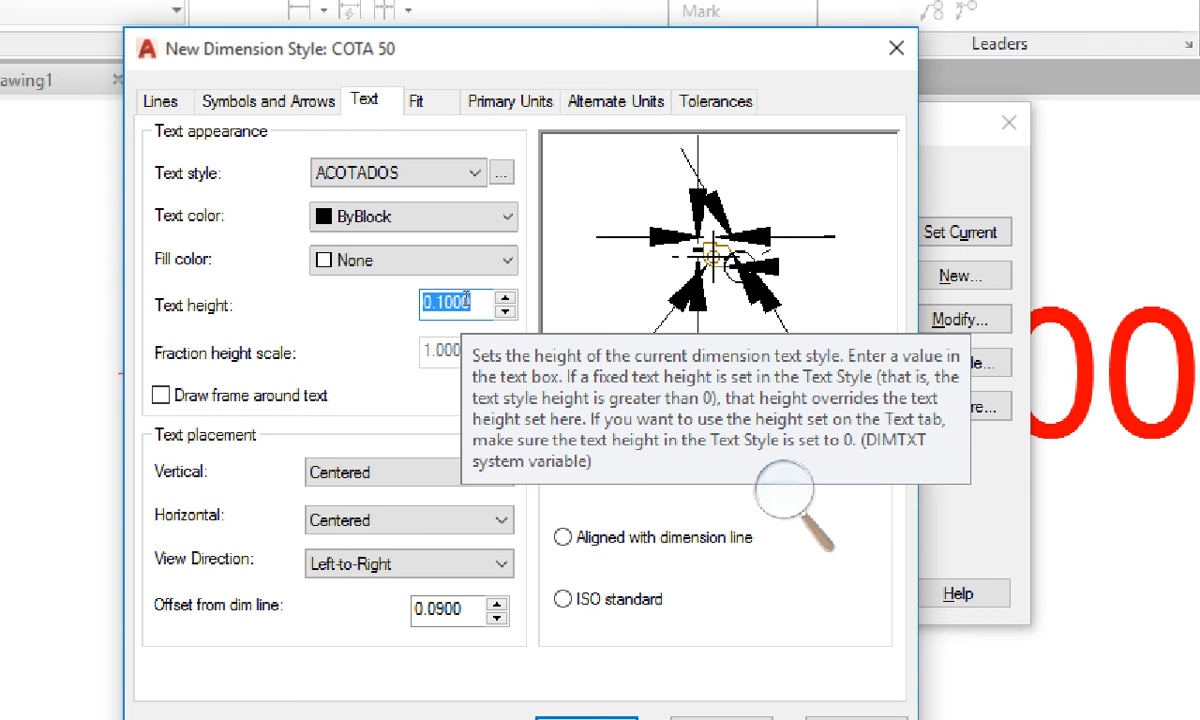 Mark
Leaders
awing1
New Dimension Style: COTA 50
Lines
Symbols and Arrows
Text
Fit
Primary Units
Alternate Units
Tolerances
Text appearance
Text style:
ACOTADOS
...
Text color:
ByBlock
Fill color:
None
Text height:
Fraction height scale:
Draw frame around text
Sets the height of the current dimension text style. Enter a value in
the text box. If a fixed text height is set in the Text Style (that is, the
text style height is greater than 0), that height overrides the text
height set here. If you want to use the height set on the Text tab,
make sure the text height in the Text Style is set to 0. (DIMTXT
system variable)
Text placement
Vertical:
Centered
Horizontal:
Centered
View Direction:
Left-to-Right
Offset from dim line:
0.0900
Aligned with dimension line
ISO standard
Set Current
New...
Modify...
e...
re...
Help
00